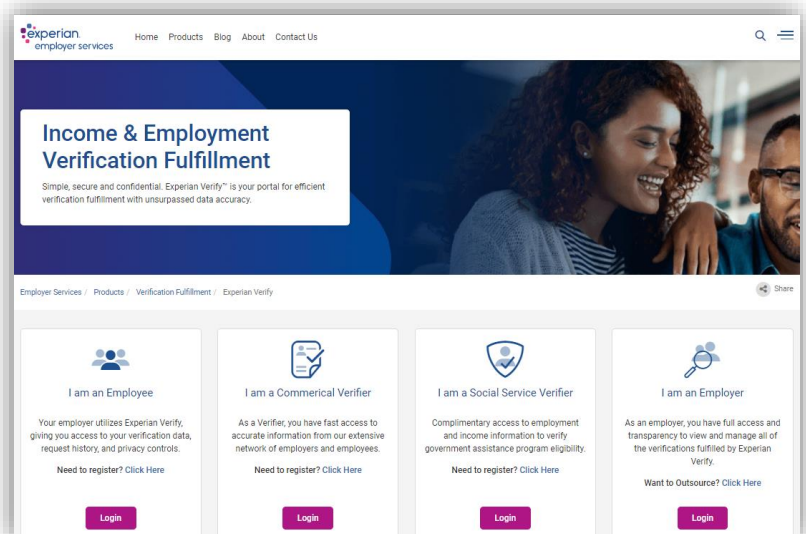 experian.
employer services
Home Products Blog About Contact Us
Income & Employment
Verification Fulfillment
Simple, secure and confidential. Experian Verify™ is your portal for efficient
verification fulfillment with unsurpassed data accuracy.
Employer Services / Products / Verification Fulfillment / Experian Verify
Share
I am an Employee
Your employer utilizes Experian Verify,
giving you access to your verification data,
request history, and privacy controls.
Need to register? Click Here
Login
I am a Commerical Verifier
As a Verifier, you have fast access to
accurate information from our extensive
network of employers and employees.
Need to register? Click Here
Login
I am a Social Service Verifier
Complimentary access to employment
and income information to verify
government assistance program eligibility.
Need to register? Click Here
Login
I am an Employer
As an employer, you have full access and
transparency to view and manage all of
the verifications fulfilled by Experian
Verify.
Want to Outsource? Click Here
Login